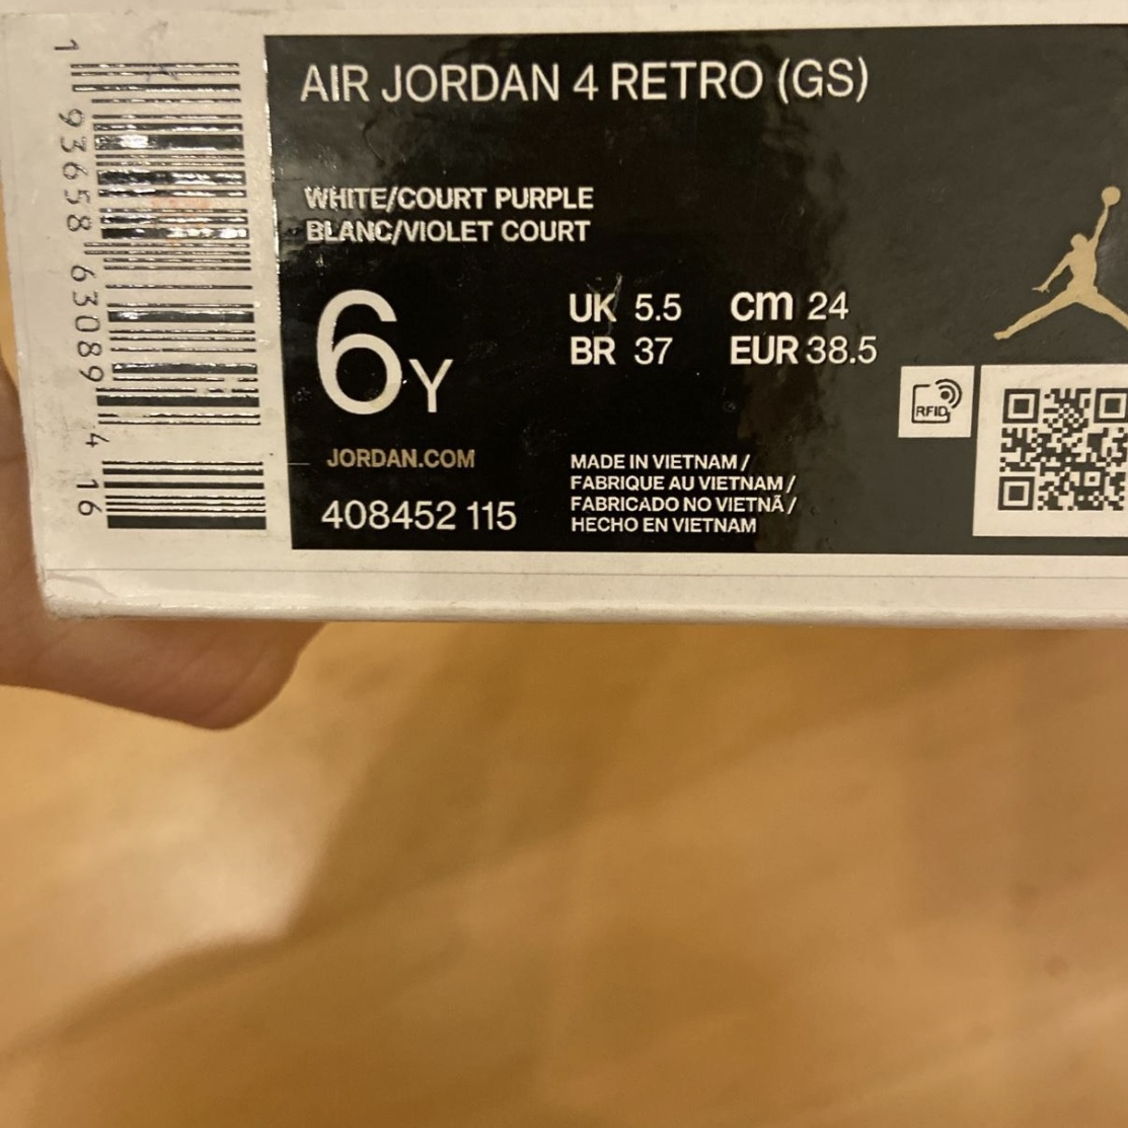 AIR JORDAN 4 RETRO (GS)
WHITE/COURT PURPLE
BLANC/VIOLET COURT
6Y
UK 5.5 cm 24
BR 37 EUR 38.5
RFID
JORDAN.COM
408452 115
MADE IN VIETNAM /
FABRIQUE AU VIETNAM /
FABRICADO NO VIETNÃ /
HECHO EN VIETNAM
1 93658 63089 4 16